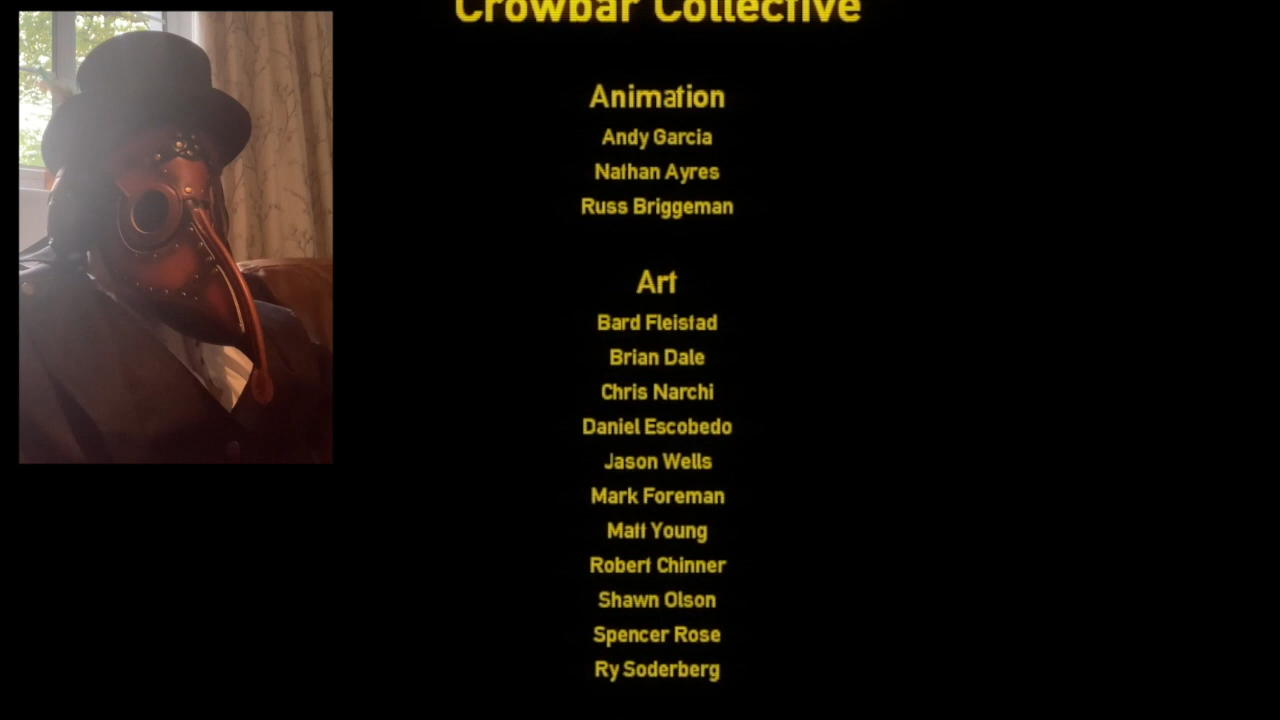 Crowbar Collective
Animation
Andy Garcia
Nathan Ayres
Russ Briggeman
Art
Bard Fleistad
Brian Dale
Chris Narchi
Daniel Escobedo
Jason Wells
Mark Foreman
Matt Young
Robert Chinner
Shawn Olson
Spencer Rose
Ry Soderberg